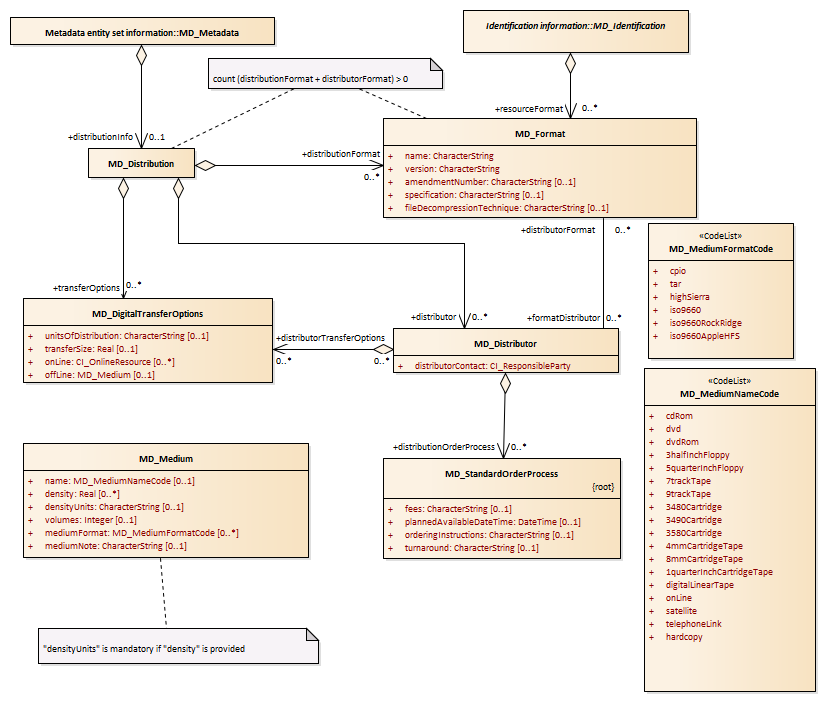 Metadata entity set information::MD_Metadata
Identification information::MD_Identification
count (distributionFormat + distributorFormat) > 0
+resourceFormat
0..*
+distributionInfo
0..1
MD_Distribution
+distributionFormat
0..*
MD_Format
+ name: CharacterString
+ version: CharacterString
+ amendmentNumber: CharacterString [0..1]
+ specification: CharacterString [0..1]
+ fileDecompressionTechnique: CharacterString [0..1]
+distributorFormat
0..*
«CodeList»
MD_MediumFormatCode
+ cpio
+ tar
+ highSierra
+ iso9660
+ iso9660RockRidge
+ iso9660AppleHFS
+transferOptions
0..*
+distributor
0..*
+formatDistributor
0..*
MD_DigitalTransferOptions
+ unitsOfDistribution: CharacterString [0..1]
+ transferSize: Real [0..1]
+ onLine: CI_OnlineResource [0..*]
+ offLine: MD_Medium [0..1]
+distributorTransferOptions
0..*
0..*
MD_Distributor
+ distributorContact: CI_ResponsibleParty
«CodeList»
MD_MediumNameCode
+ cdRom
+ dvd
+ dvdRom
+ 3halfInchFloppy
+ 5quarterInchFloppy
+ 7trackTape
+ 9trackTape
+ 3480Cartridge
+ 3490Cartridge
+ 3580Cartridge
+ 4mmCartridgeTape
+ 8mmCartridgeTape
+ 1quarterInchCartridgeTape
+ digitalLinearTape
+ onLine
+ satellite
+ telephoneLink
+ hardcopy
+distributionOrderProcess
0..*
MD_Medium
+ name: MD_MediumNameCode [0..1]
+ density: Real [0..*]
+ densityUnits: CharacterString [0..1]
+ volumes: Integer [0..1]
+ mediumFormat: MD_MediumFormatCode [0..*]
+ mediumNote: CharacterString [0..1]
MD_StandardOrderProcess
{root}
+ fees: CharacterString [0..1]
+ plannedAvailableDateTime: DateTime [0..1]
+ orderingInstructions: CharacterString [0..1]
+ turnaround: CharacterString [0..1]
"densityUnits" is mandatory if "density" is provided